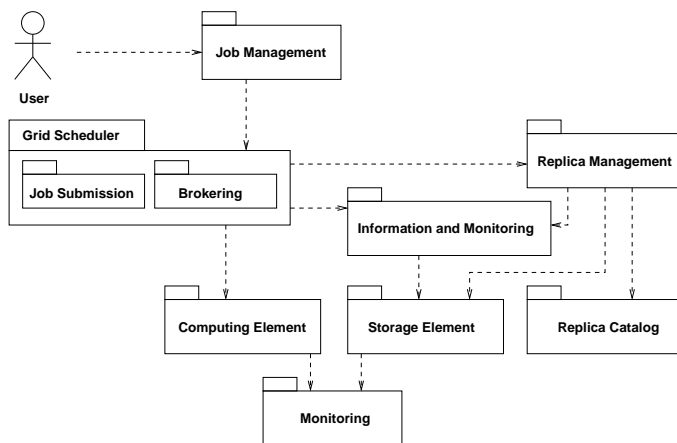 Job Management
User
Grid Scheduler
Replica Management
Job Submission
Brokering
Information and Monitoring
Computing Element
Storage Element
Replica Catalog
Monitoring